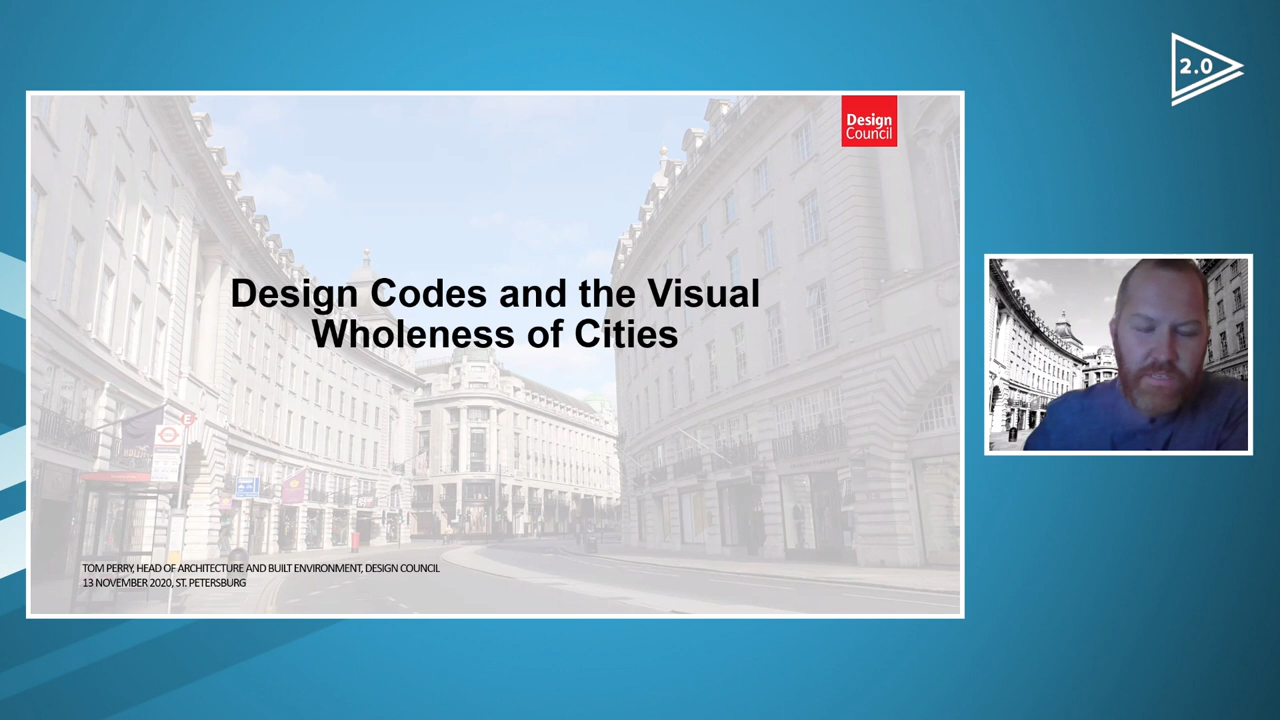 2.0
Design
Council
Design Codes and the Visual
Wholeness of Cities
TOM PERRY, HEAD OF ARCHITECTURE AND BUILT ENVIRONMENT, DESIGN COUNCIL
13 NOVEMBER 2020, ST. PETERSBURG